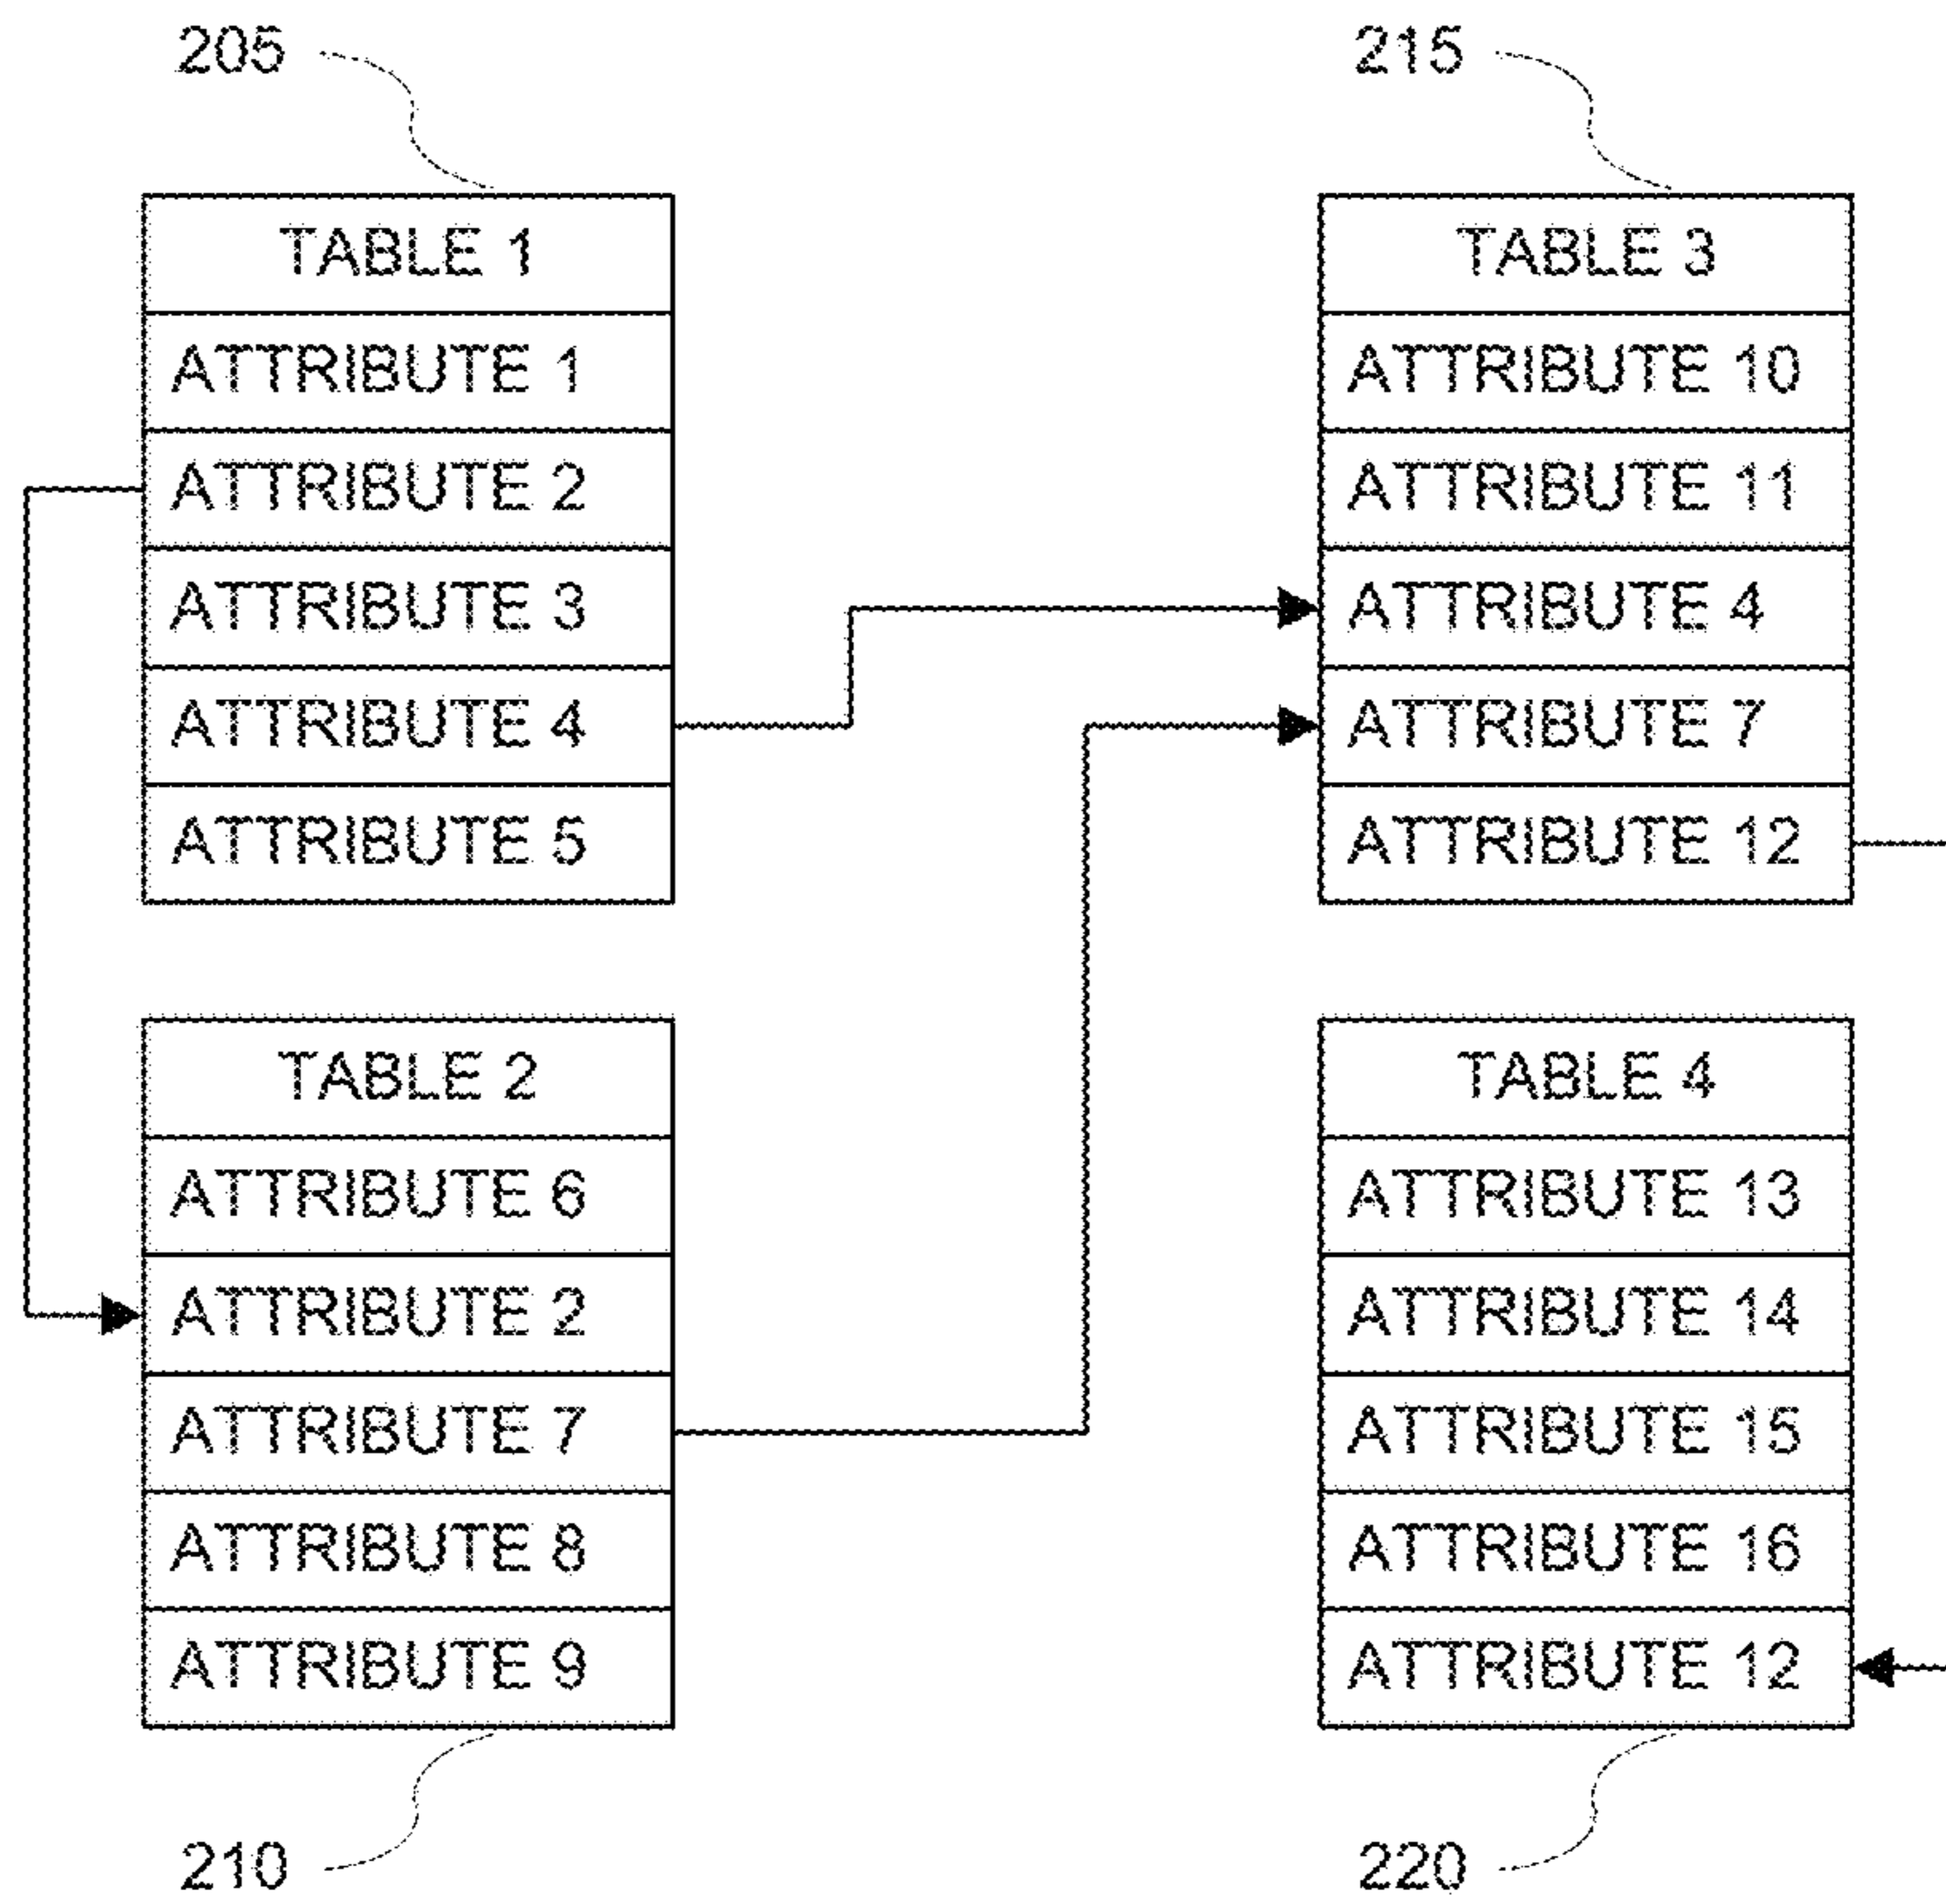 205
TABLE 1
ATTRIBUTE 1
ATTRIBUTE 2
ATTRIBUTE 3
ATTRIBUTE 4
ATTRIBUTE 5
TABLE 2
ATTRIBUTE 6
ATTRIBUTE 2
ATTRIBUTE 7
ATTRIBUTE 8
ATTRIBUTE 9
210
215
TABLE 3
ATTRIBUTE 10
ATTRIBUTE 11
ATTRIBUTE 4
ATTRIBUTE 7
ATTRIBUTE 12
TABLE 4
ATTRIBUTE 13
ATTRIBUTE 14
ATTRIBUTE 15
ATTRIBUTE 16
ATTRIBUTE 12
220